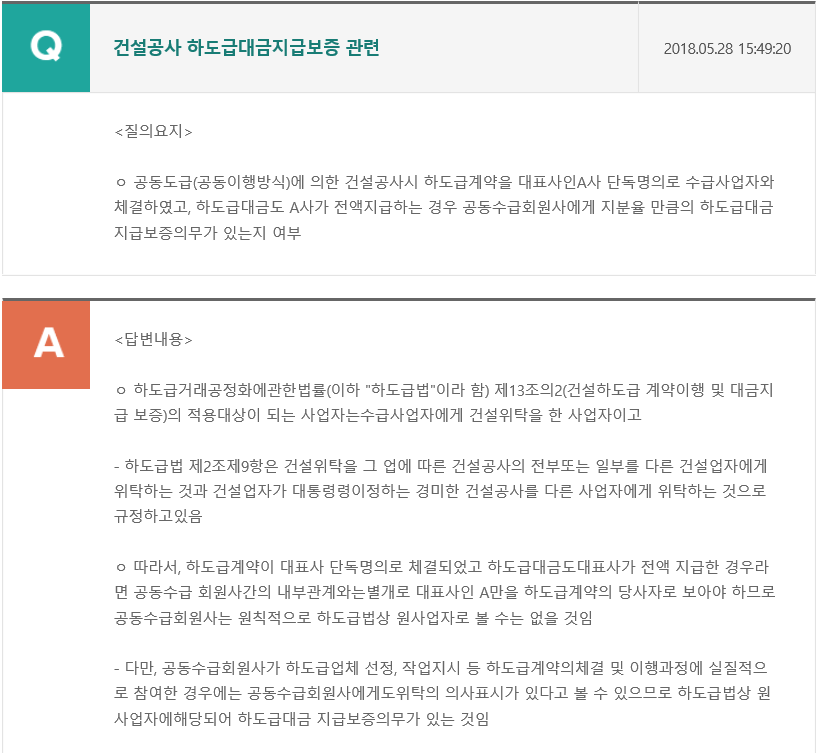 Q
건설공사 하도급대금지급보증 관련
2018.05.28 15:49:20
<질의요지>
ㅇ 공동도급(공동이행방식)에 의한 건설공사시 하도급계약을 대표사인A사 단독명의로 수급사업자와
체결하였고, 하도급대금도 A사가 전액지급하는 경우 공동수급회원사에게 지분율 만큼의 하도급대금
지급보증의무가 있는지 여부
A
<답변내용>
ㅇ 하도급거래공정화에관한법률(이하 "하도급법"이라 함) 제13조의2(건설하도급 계약이행 및 대금지
급 보증)의 적용대상이 되는 사업자는수급사업자에게 건설위탁을 한 사업자이고
- 하도급법 제2조제9항은 건설위탁을 그 업에 따른 건설공사의 전부또는 일부를 다른 건설업자에게
위탁하는 것과 건설업자가 대통령령이정하는 경미한 건설공사를 다른 사업자에게 위탁하는 것으로
규정하고있음
ㅇ 따라서, 하도급계약이 대표사 단독명의로 체결되었고 하도급대금도대표사가 전액 지급한 경우라
면 공동수급 회원사간의 내부관계와는별개로 대표사인 A만을 하도급계약의 당사자로 보아야 하므로
공동수급회원사는 원칙적으로 하도급법상 원사업자로 볼 수는 없을 것임
- 다만, 공동수급회원사가 하도급업체 선정, 작업지시 등 하도급계약의체결 및 이행과정에 실질적으
로 참여한 경우에는 공동수급회원사에게도위탁의 의사표시가 있다고 볼 수 있으므로 하도급법상 원
사업자에해당되어 하도급대금 지급보증의무가 있는 것임